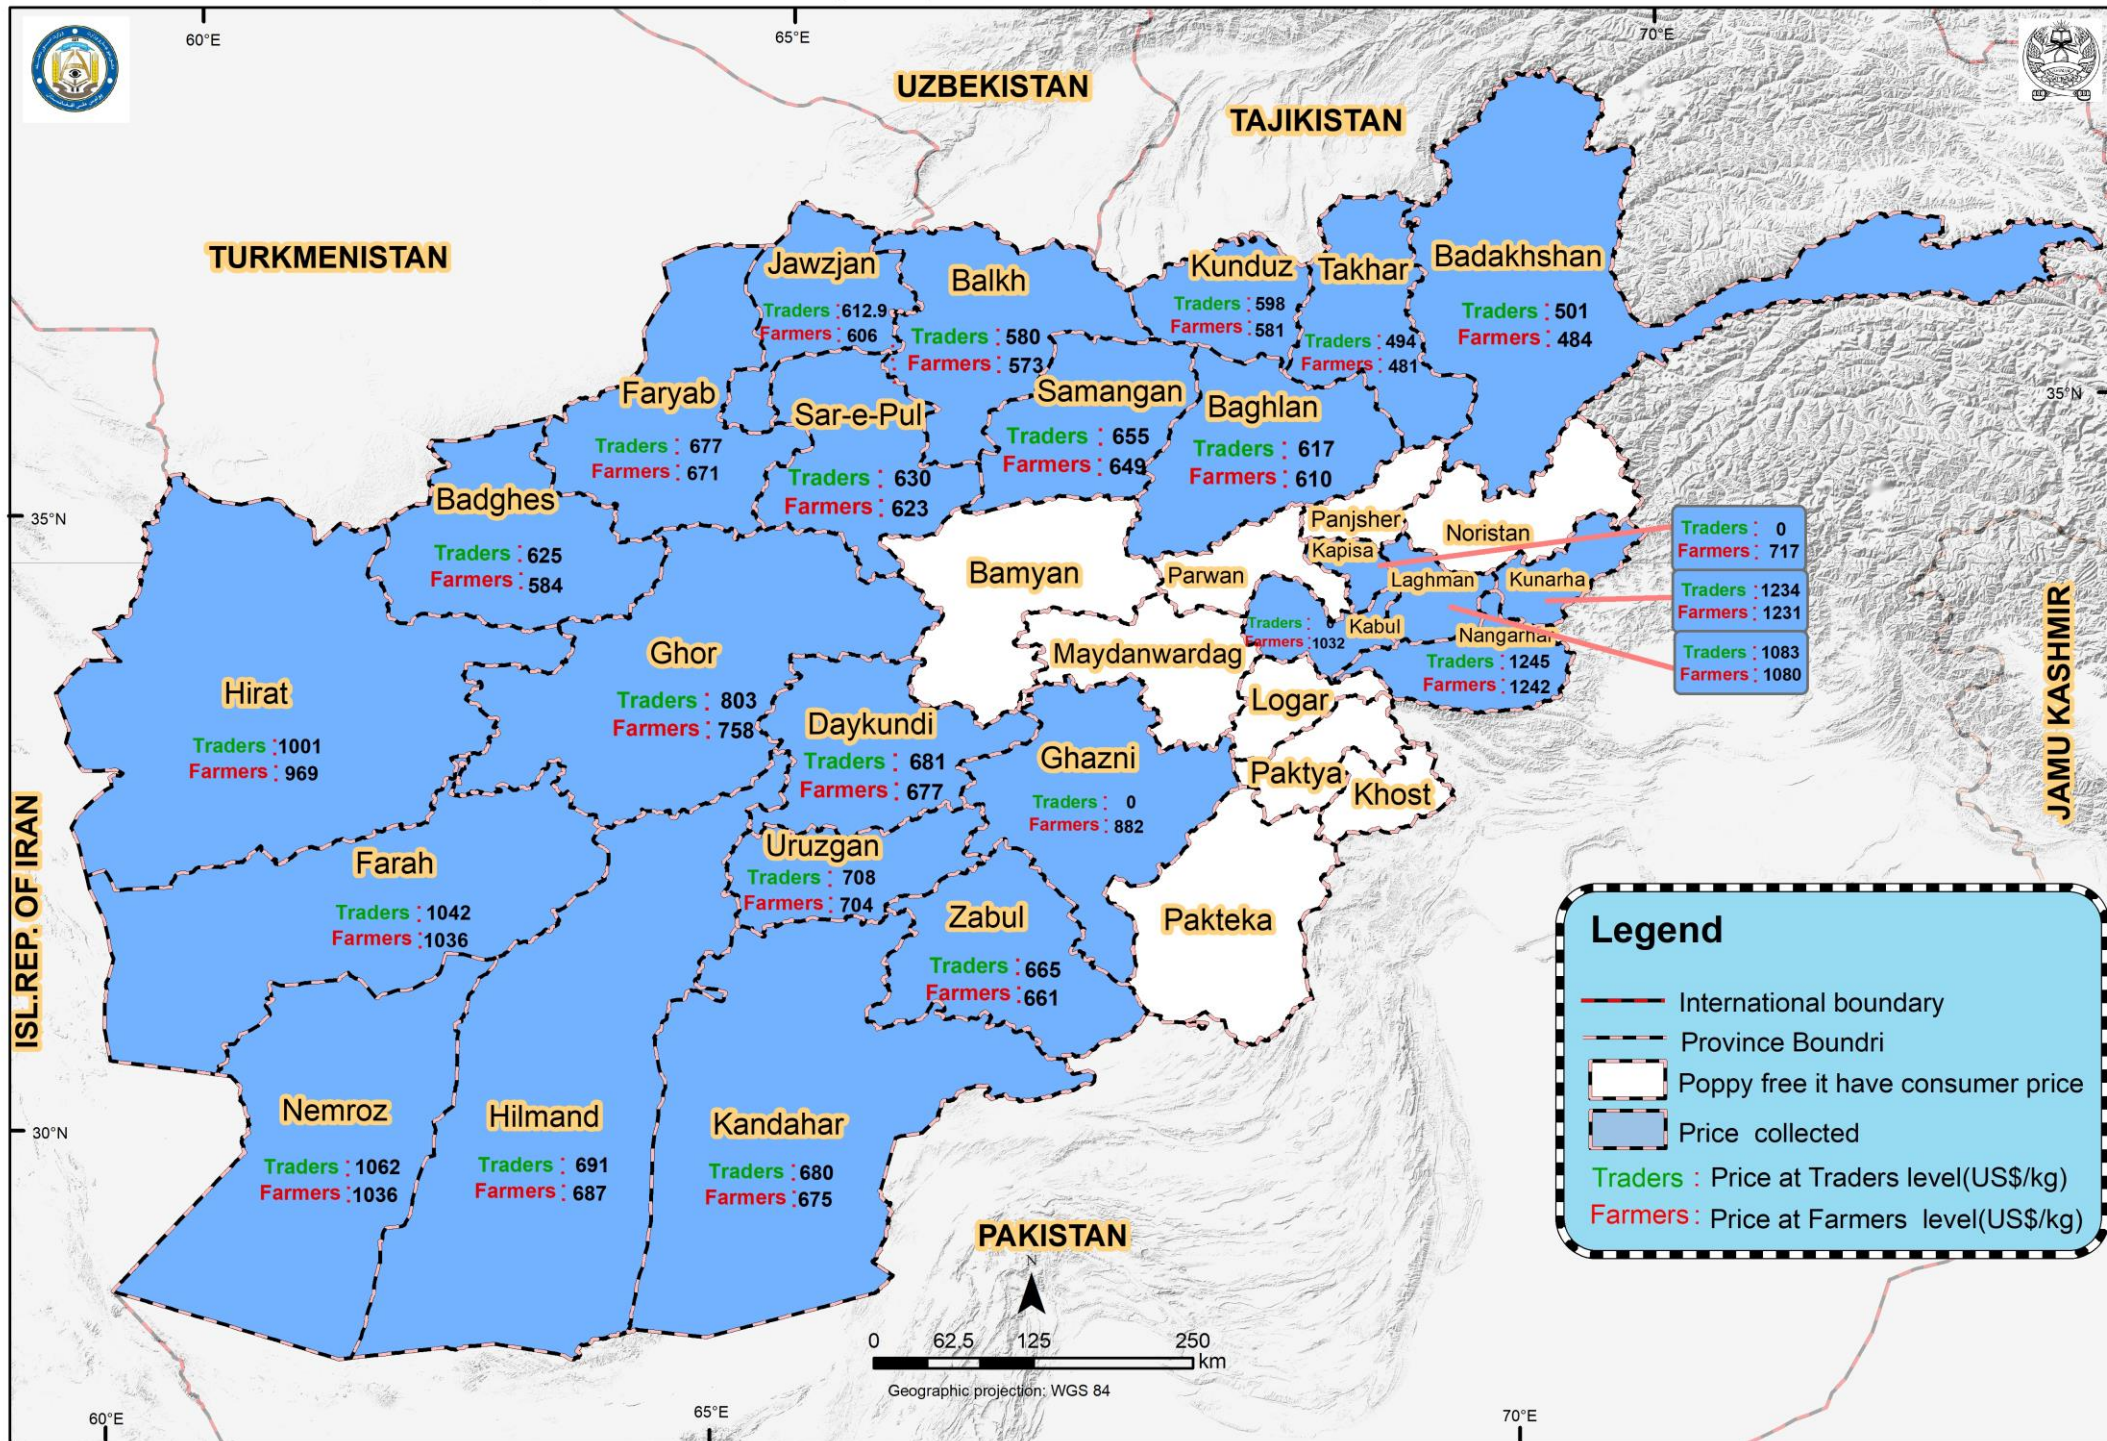 60°E
65°E
70°E
UZBEKISTAN
TAJIKISTAN
TURKMENISTAN
Jawzjan
Traders : 612.9
Farmers : 606
Balkh
Traders : 580
Farmers : 573
Kunduz
Traders : 598
Farmers : 581
Takhar
Traders : 494
Farmers : 481
Badakhshan
Traders : 501
Farmers : 484
35°N
Faryab
Traders : 677
Farmers : 671
Sar-e-Pul
Traders : 630
Farmers : 623
Samangan
Traders : 655
Farmers : 649
Baghlan
Traders : 617
Farmers : 610
Badghes
Traders : 625
Farmers : 584
35°N
Panjsher
Kapisa
Noristan
Traders : 0
Farmers : 717
Bamyan
Parwan
Laghman
Kunarha
Traders : 1234
Farmers : 1231
Traders : 0
Farmers : 1032
Kabul
Nangarhar
Traders : 1245
Farmers : 1242
Traders : 1083
Farmers : 1080
JAMU KASHMIR
Hirat
Traders : 1001
Farmers : 969
Ghor
Traders : 803
Farmers : 758
Maydanwardag
Logar
Daykundi
Traders : 681
Farmers : 677
Ghazni
Traders : 0
Farmers : 882
Paktya
Khost
ISL.REP. OF IRAN
Farah
Traders : 1042
Farmers : 1036
Uruzgan
Traders : 708
Farmers : 704
Zabul
Traders : 665
Farmers : 661
Pakteka
Nemroz
Traders : 1062
Farmers : 1036
Hilmand
Traders : 691
Farmers : 687
Kandahar
Traders : 680
Farmers : 675
30°N
PAKISTAN
N
0 62.5 125 250
km
Geographic projection: WGS 84
Legend
International boundary
Province Boundri
Poppy free it have consumer price
Price collected
Traders : Price at Traders level(US$/kg)
Farmers : Price at Farmers level(US$/kg)
60°E
65°E
70°E